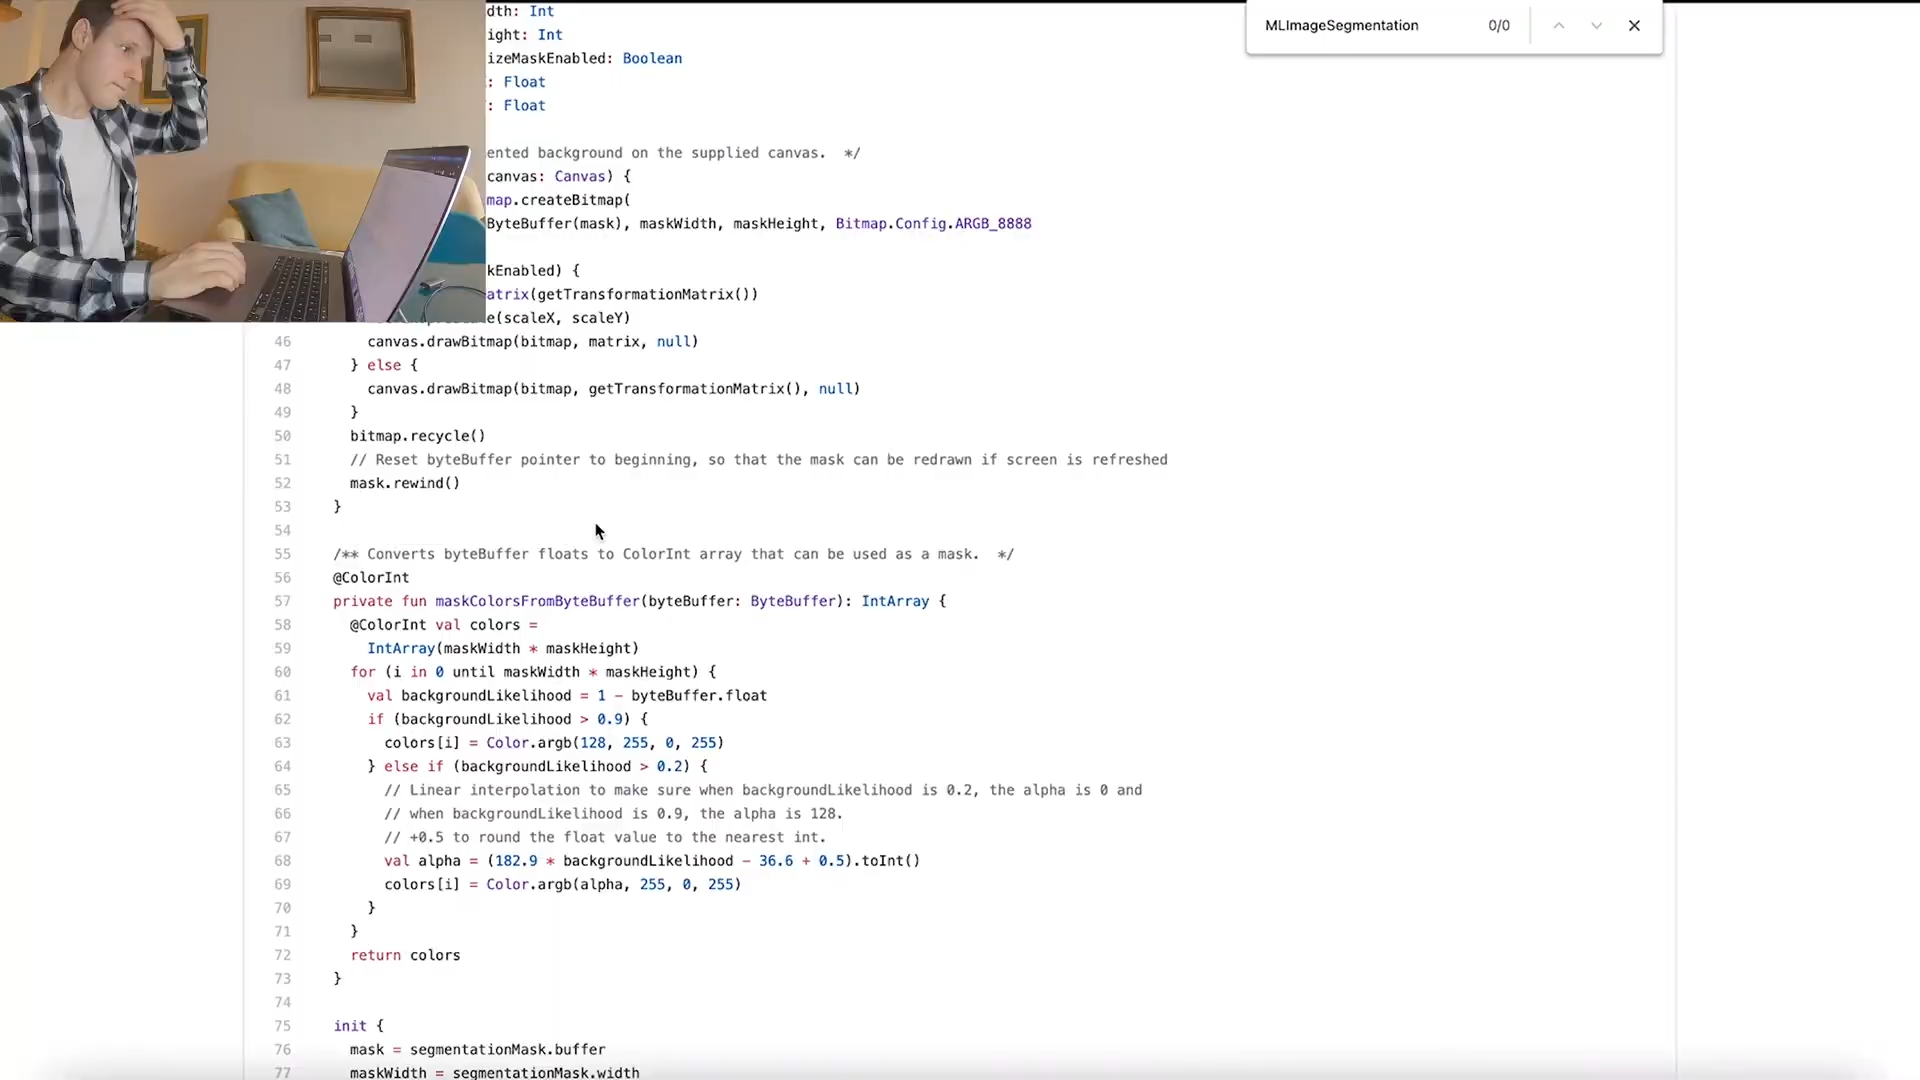 MLImageSegmentation 0/0
dth: Int
ight: Int
izeMaskEnabled: Boolean
: Float
: Float
ented background on the supplied canvas.  */
canvas: Canvas) {
map.createBitmap(
ByteBuffer(mask), maskWidth, maskHeight, Bitmap.Config.ARGB_8888
kEnabled) {
atrix(getTransformationMatrix())
e(scaleX, scaleY)
46 canvas.drawBitmap(bitmap, matrix, null)
47 } else {
48 canvas.drawBitmap(bitmap, getTransformationMatrix(), null)
49 }
50 bitmap.recycle()
51 // Reset byteBuffer pointer to beginning, so that the mask can be redrawn if screen is refreshed
52 mask.rewind()
53 }
54
55 /** Converts byteBuffer floats to ColorInt array that can be used as a mask.  */
56 @ColorInt
57 private fun maskColorsFromByteBuffer(byteBuffer: ByteBuffer): IntArray {
58 @ColorInt val colors =
59 IntArray(maskWidth * maskHeight)
60 for (i in 0 until maskWidth * maskHeight) {
61 val backgroundLikelihood = 1 - byteBuffer.float
62 if (backgroundLikelihood > 0.9) {
63 colors[i] = Color.argb(128, 255, 0, 255)
64 } else if (backgroundLikelihood > 0.2) {
65 // Linear interpolation to make sure when backgroundLikelihood is 0.2, the alpha is 0 and
66 // when backgroundLikelihood is 0.9, the alpha is 128.
67 // +0.5 to round the float value to the nearest int.
68 val alpha = (182.9 * backgroundLikelihood - 36.6 + 0.5).toInt()
69 colors[i] = Color.argb(alpha, 255, 0, 255)
70 }
71 }
72 return colors
73 }
74
75 init {
76 mask = segmentationMask.buffer
77 maskWidth = segmentationMask.width